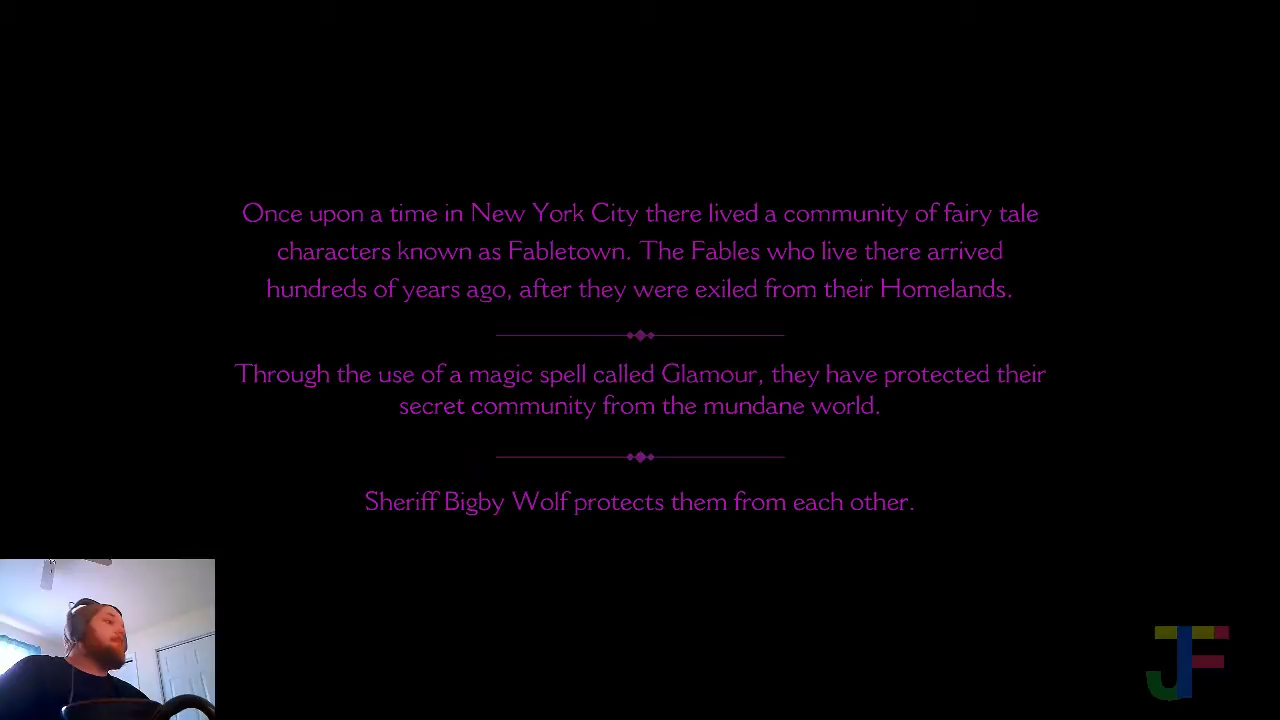 Once upon a time in New York City there lived a community of fairy tale
characters known as Fabletown. The Fables who live there arrived
hundreds of years ago, after they were exiled from their Homelands.
Through the use of a magic spell called Glamour, they have protected their
secret community from the mundane world.
Sheriff Bigby Wolf protects them from each other.
JF